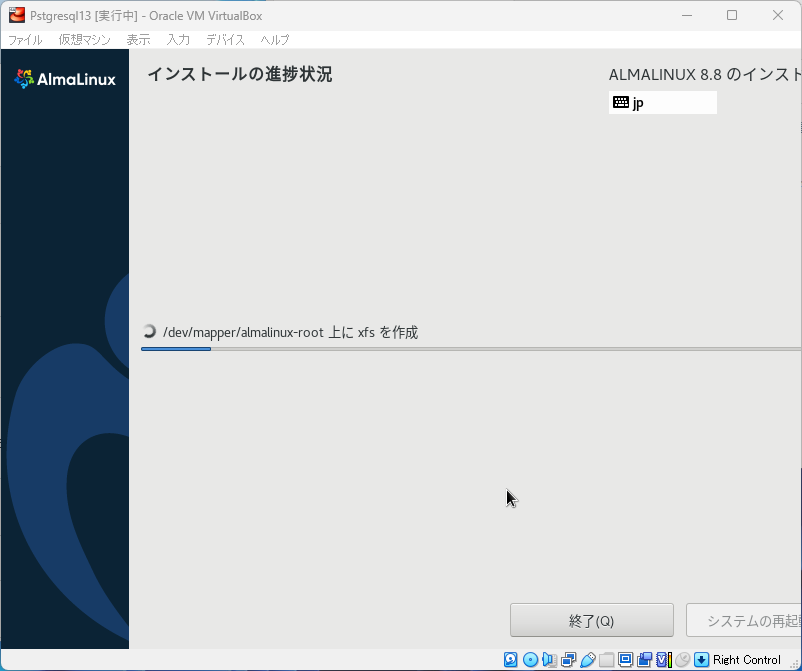 Pstgresql13 [実行中] - Oracle VM VirtualBox
ファイル 仮想マシン 表示 入力 デバイス ヘルプ
AlmaLinux
インストールの進捗状況
ALMALINUX 8.8 のインスト
jp
/dev/mapper/almalinux-root 上に xfs を作成
終了(Q)
システムの再起
Right Control